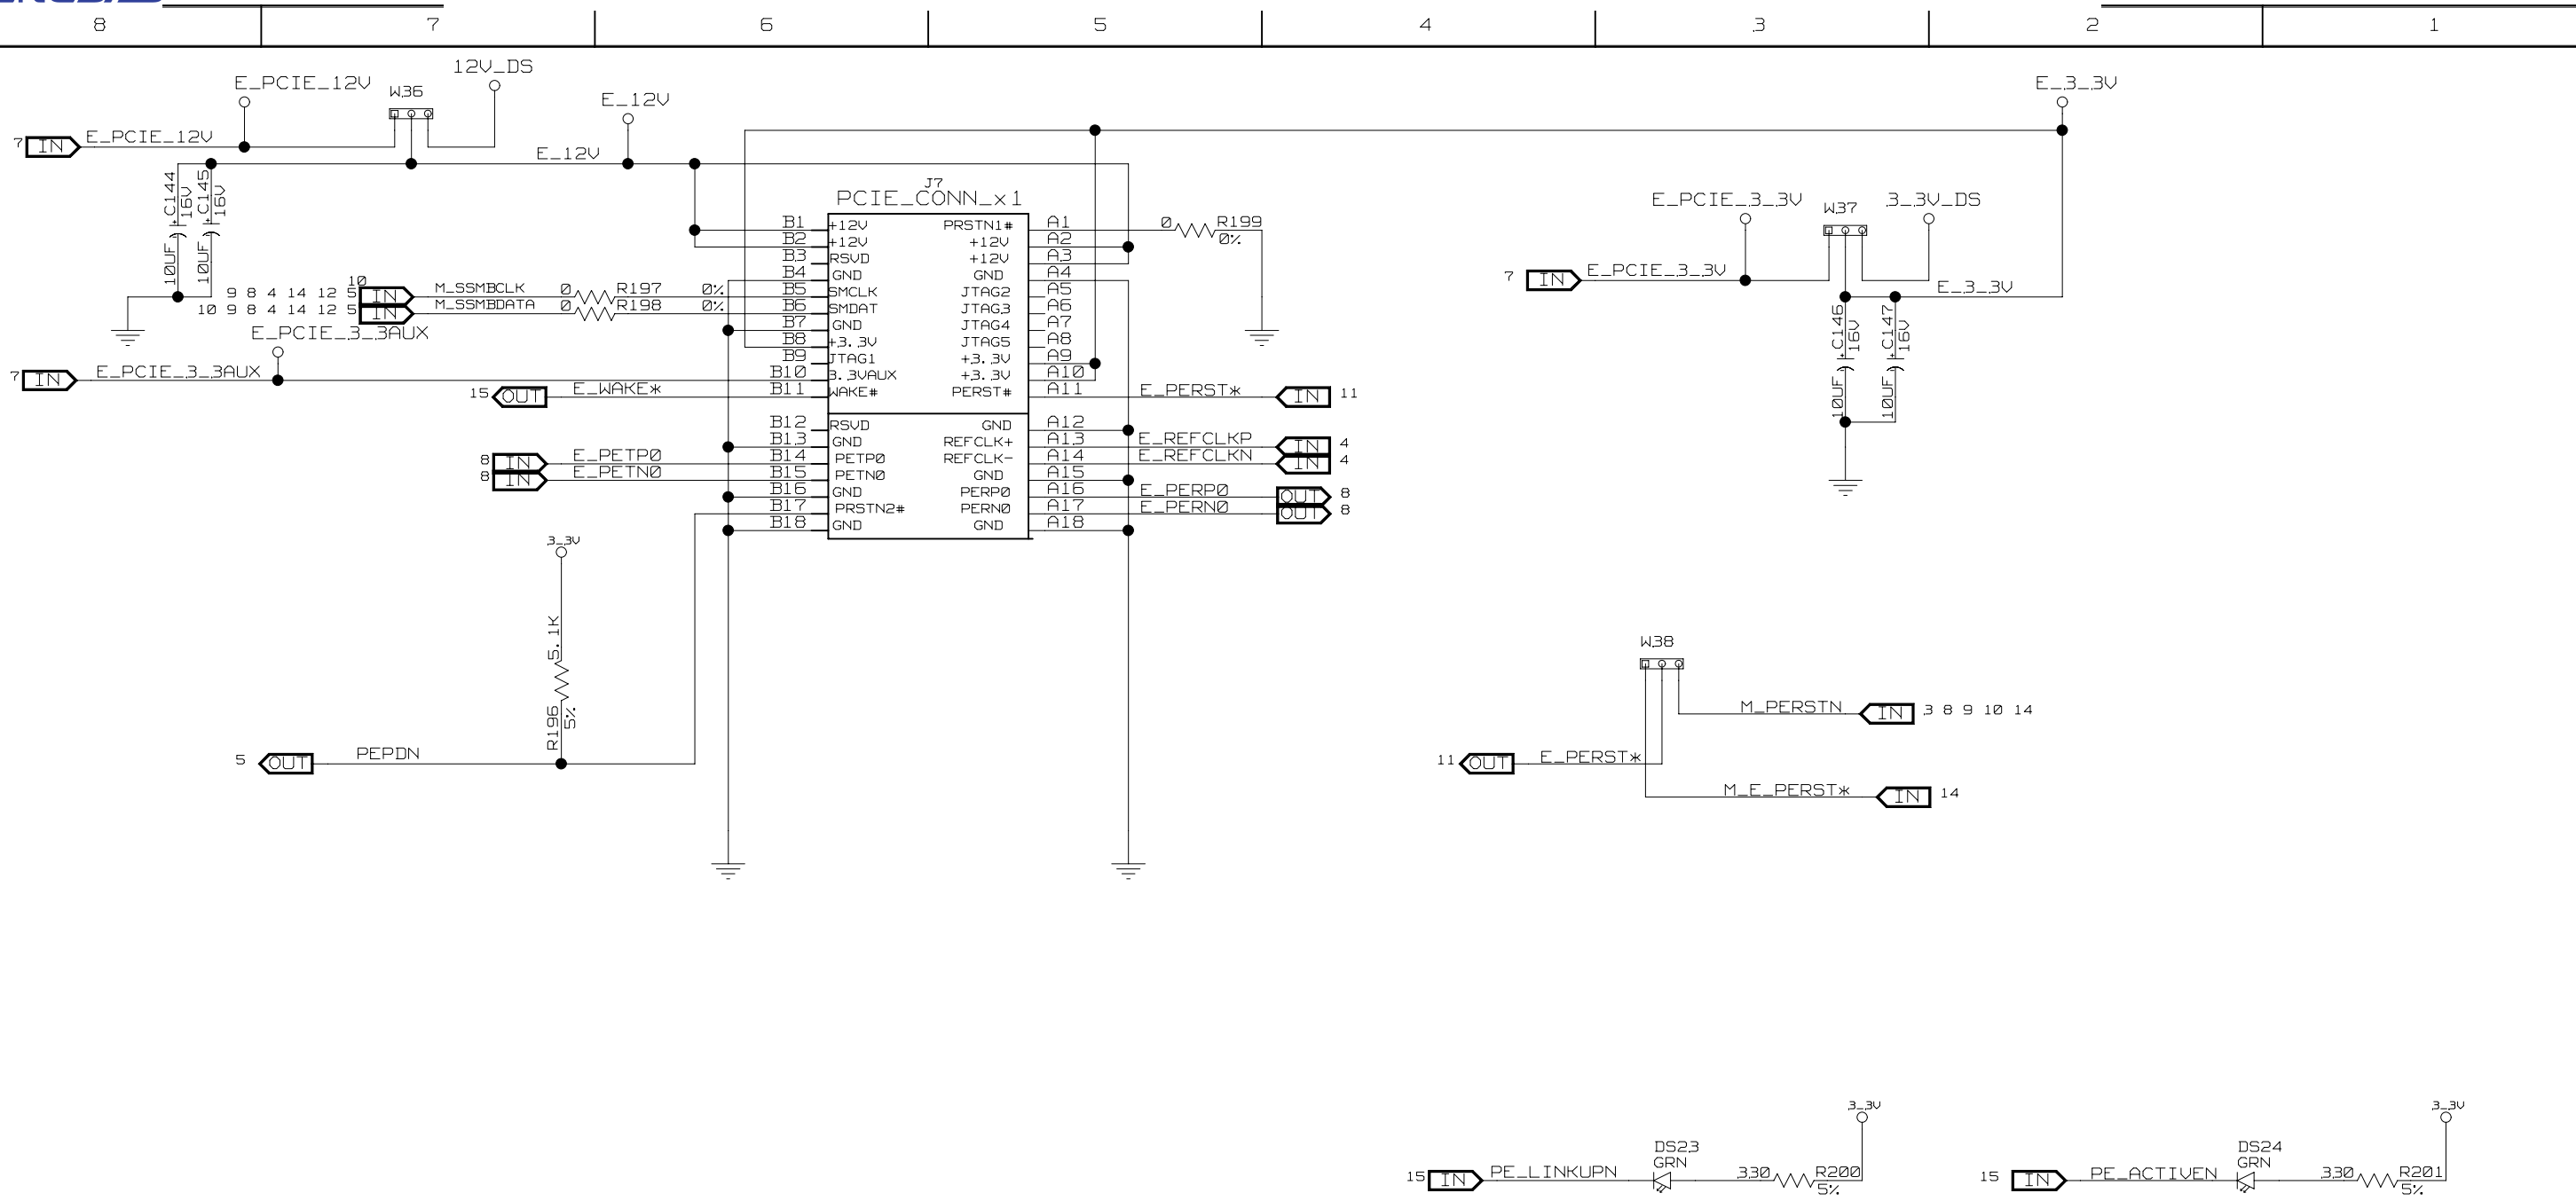 8 7 6 5 4 3 2 1
E_PCIE_12V
W36
12V_DS
E_12V
E_3_3V
7 IN E_PCIE_12V
E_12V
C144
16V
10UF
C145
16V
10UF
J7
PCIE_CONN_x1
B1 +12V PRSTN1# A1 0 R199 0%
B2 +12V +12V A2
B3 RSVD +12V A3
B4 GND GND A4
10
9 8 4 14 12 5 IN M_SSMBCLK 0 R197 0% B5 SMCLK JTAG2 A5
10 9 8 4 14 12 5 IN M_SSMBDATA 0 R198 0% B6 SMDAT JTAG3 A6
B7 GND JTAG4 A7
B8 +3.3V JTAG5 A8
E_PCIE_3_3AUX
B9 JTAG1 +3.3V A9
7 IN E_PCIE_3_3AUX B10 3.3VAUX +3.3V A10
15 OUT E_WAKE* B11 WAKE# PERST# A11 E_PERST* IN 11
B12 RSVD GND A12
B13 GND REFCLK+ A13 E_REFCLKP IN 4
8 IN E_PETP0 B14 PETP0 REFCLK- A14 E_REFCLKN IN 4
8 IN E_PETN0 B15 PETN0 GND A15
B16 GND PERP0 A16 E_PERP0 OUT 8
B17 PRSTN2# PERN0 A17 E_PERN0 OUT 8
B18 GND GND A18
E_PCIE_3_3V
W37
3_3V_DS
7 IN E_PCIE_3_3V
E_3_3V
C146
16V
10UF
C147
16V
10UF
3_3V
5.1K
R196
5%
5 OUT PEPDN
W38
M_PERSTN IN 3 8 9 10 14
11 OUT E_PERST*
M_E_PERST* IN 14
3_3V
DS23
GRN
15 IN PE_LINKUPN 330 R200
5%
3_3V
DS24
GRN
15 IN PE_ACTIVEN 330 R201
5%